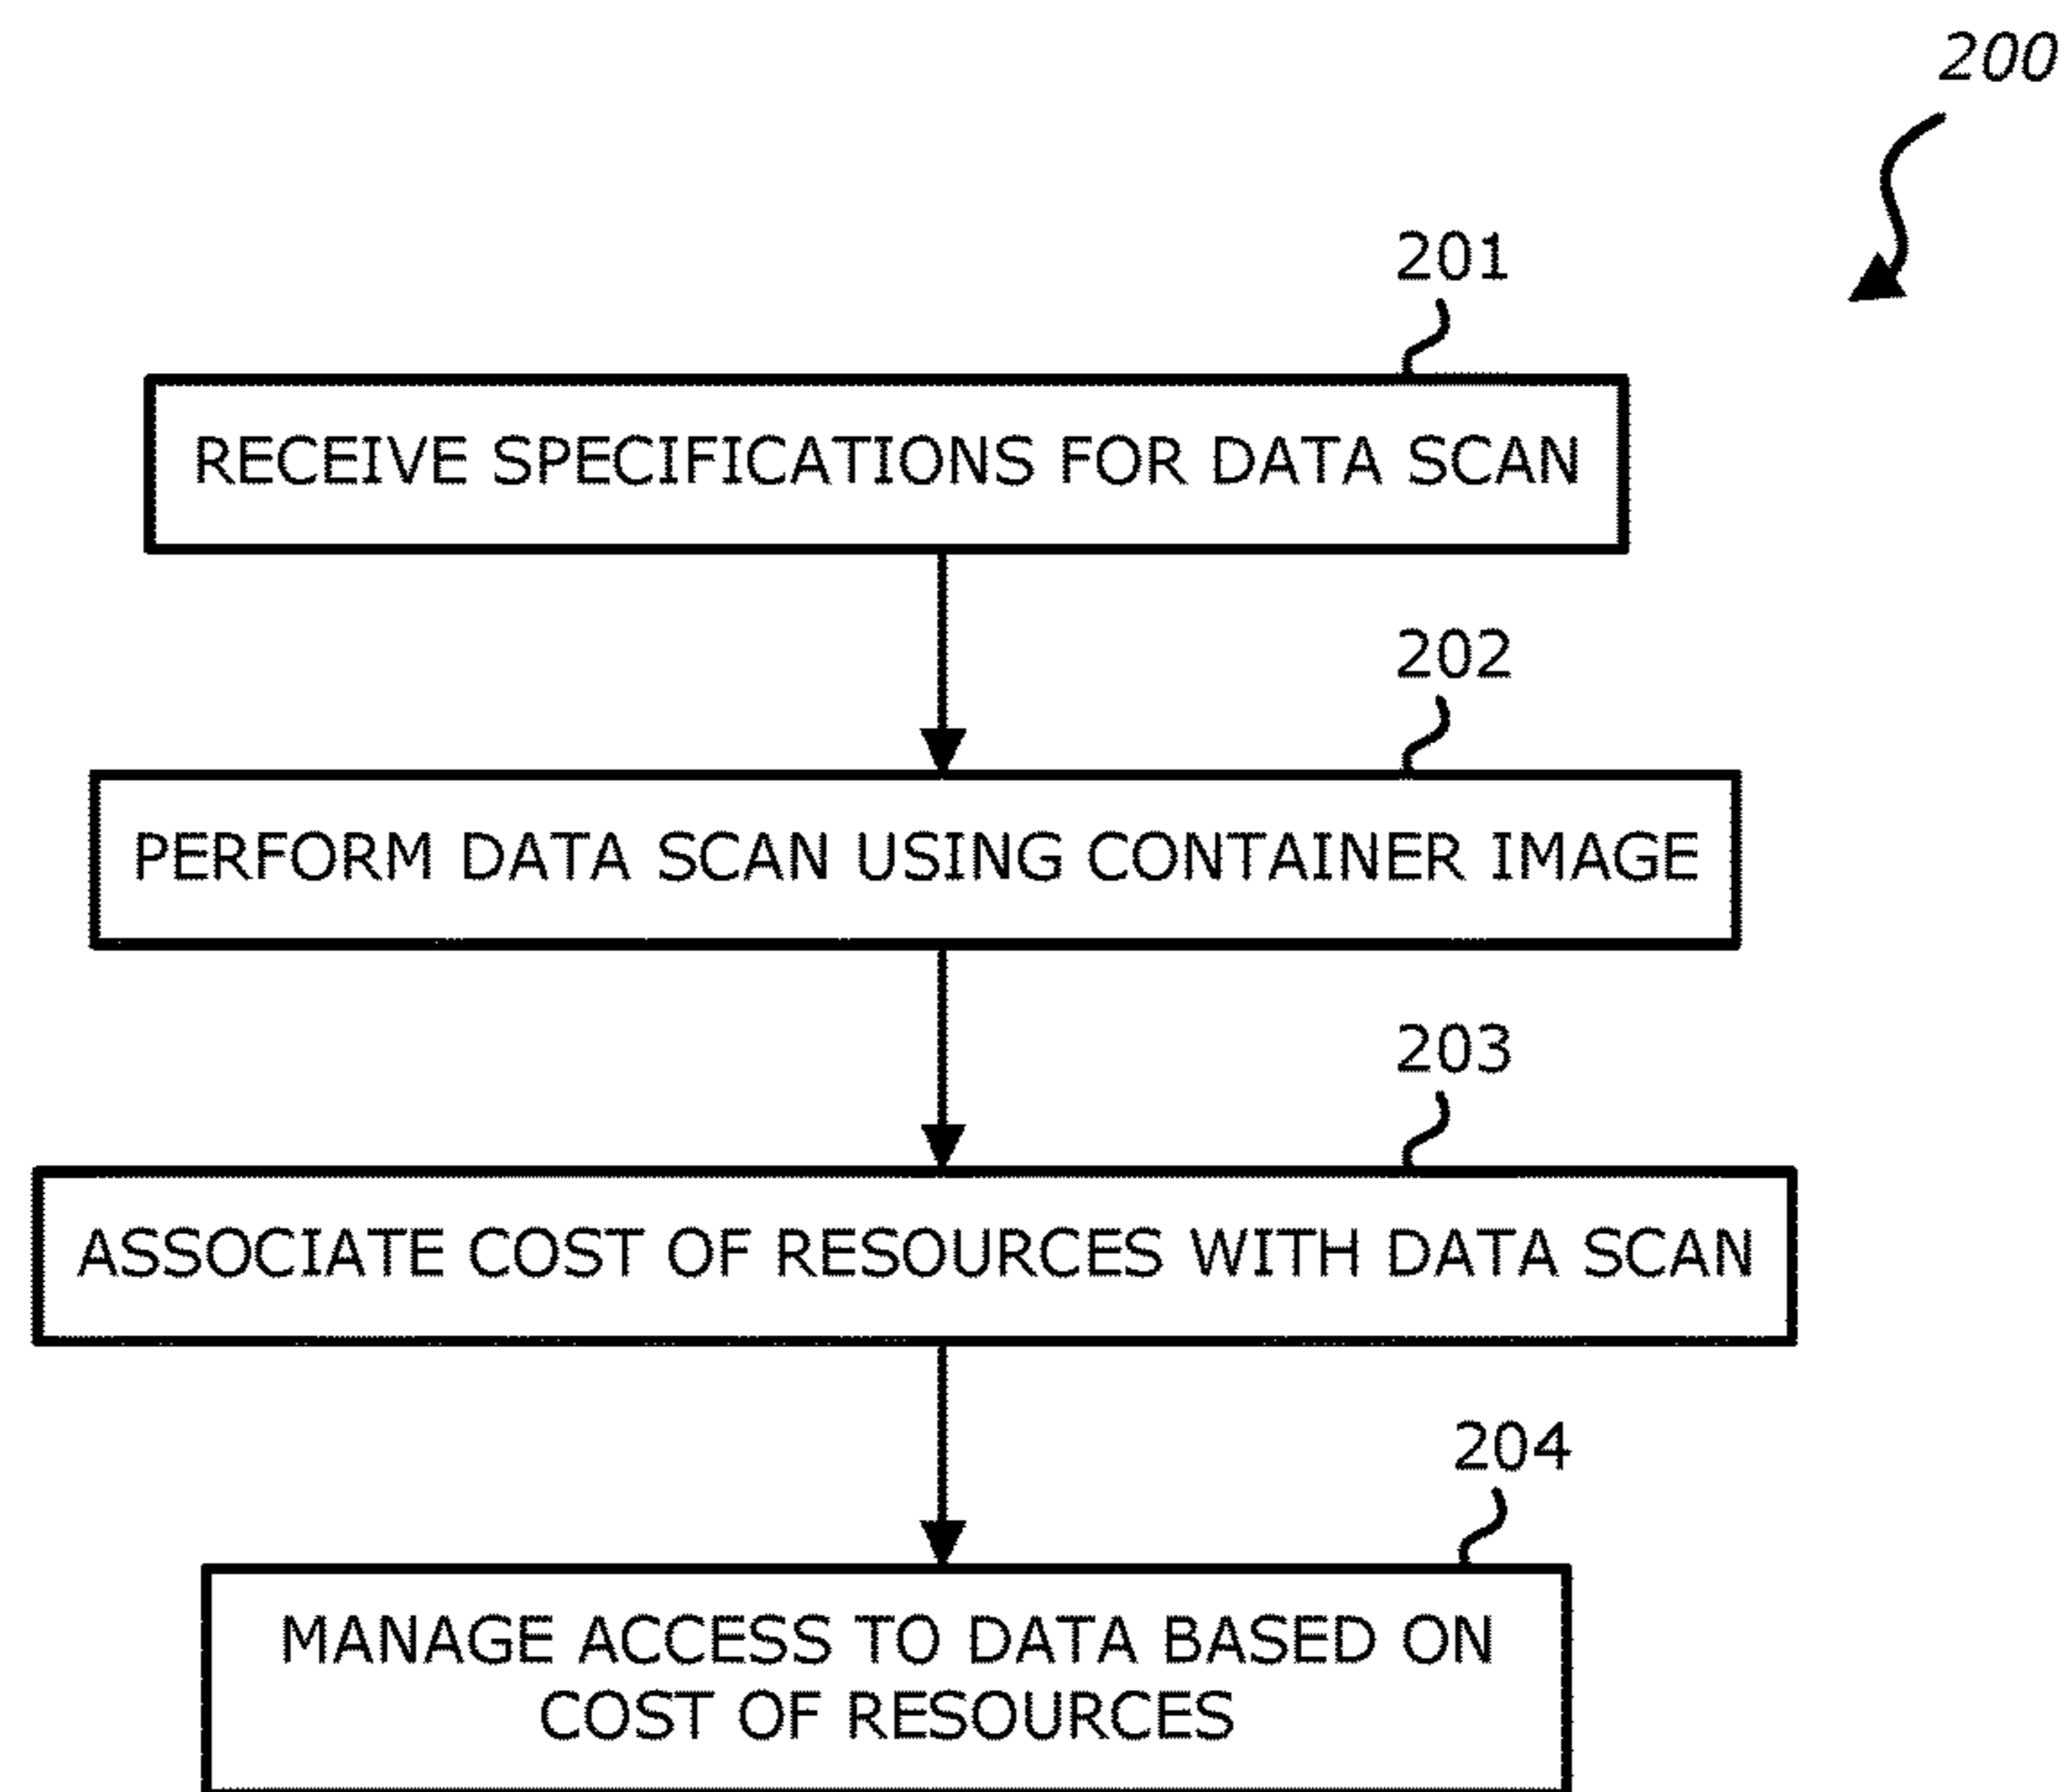 200
201
RECEIVE SPECIFICATIONS FOR DATA SCAN
202
PERFORM DATA SCAN USING CONTAINER IMAGE
203
ASSOCIATE COST OF RESOURCES WITH DATA SCAN
204
MANAGE ACCESS TO DATA BASED ON
COST OF RESOURCES